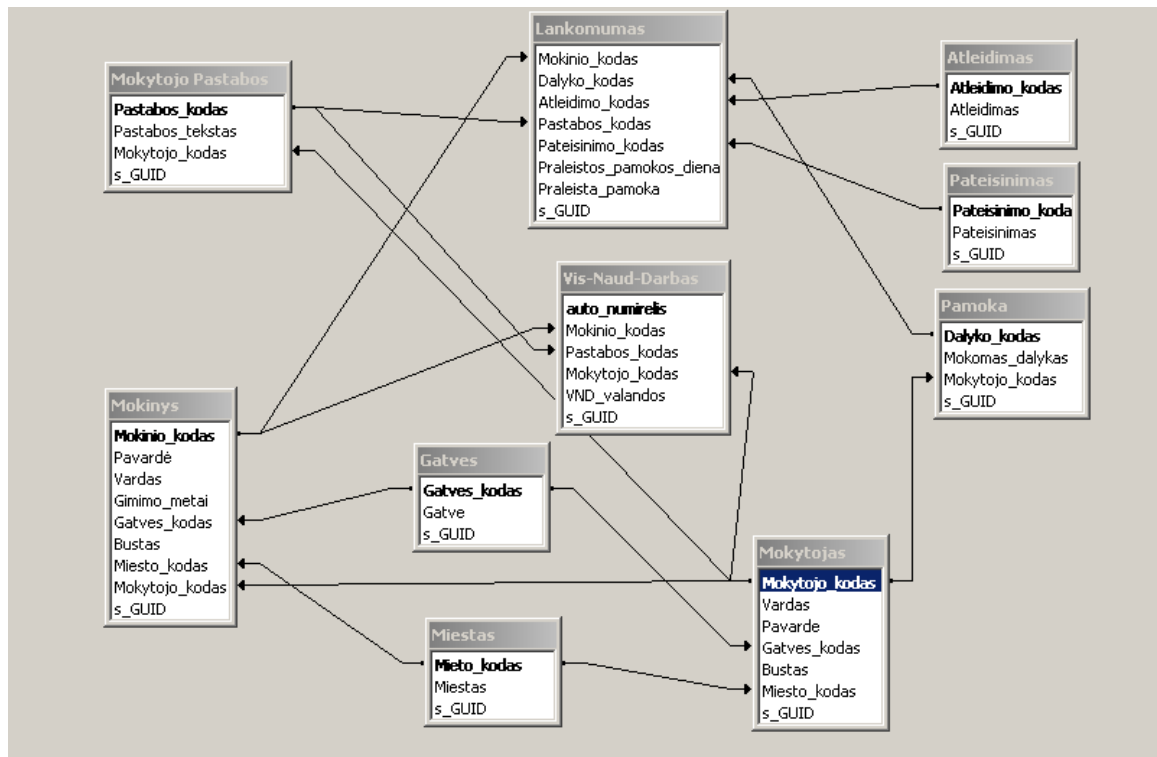 Mokytojo Pastabos
Pastabos_kodas
Pastabos_tekstas
Mokytojo_kodas
s_GUID
Lankomumas
Mokinio_kodas
Dalyko_kodas
Atleidimo_kodas
Pastabos_kodas
Pateisinimo_kodas
Praleistos_pamokos_diena
Praleista_pamoka
s_GUID
Atleidimas
Atleidimo_kodas
Atleidimas
s_GUID
Pateisinimas
Pateisinimo_koda
Pateisinimas
s_GUID
Vis-Naud-Darbas
auto_numirelis
Mokinio_kodas
Pastabos_kodas
Mokytojo_kodas
VND_valandos
s_GUID
Pamoka
Dalyko_kodas
Mokomas_dalykas
Mokytojo_kodas
s_GUID
Mokinys
Mokinio_kodas
Pavardė
Vardas
Gimimo_metai
Gatves_kodas
Bustas
Miesto_kodas
Mokytojo_kodas
s_GUID
Gatves
Gatves_kodas
Gatve
s_GUID
Miestas
Mieto_kodas
Miestas
s_GUID
Mokytojas
Mokytojo_kodas
Vardas
Pavarde
Gatves_kodas
Bustas
Miesto_kodas
s_GUID